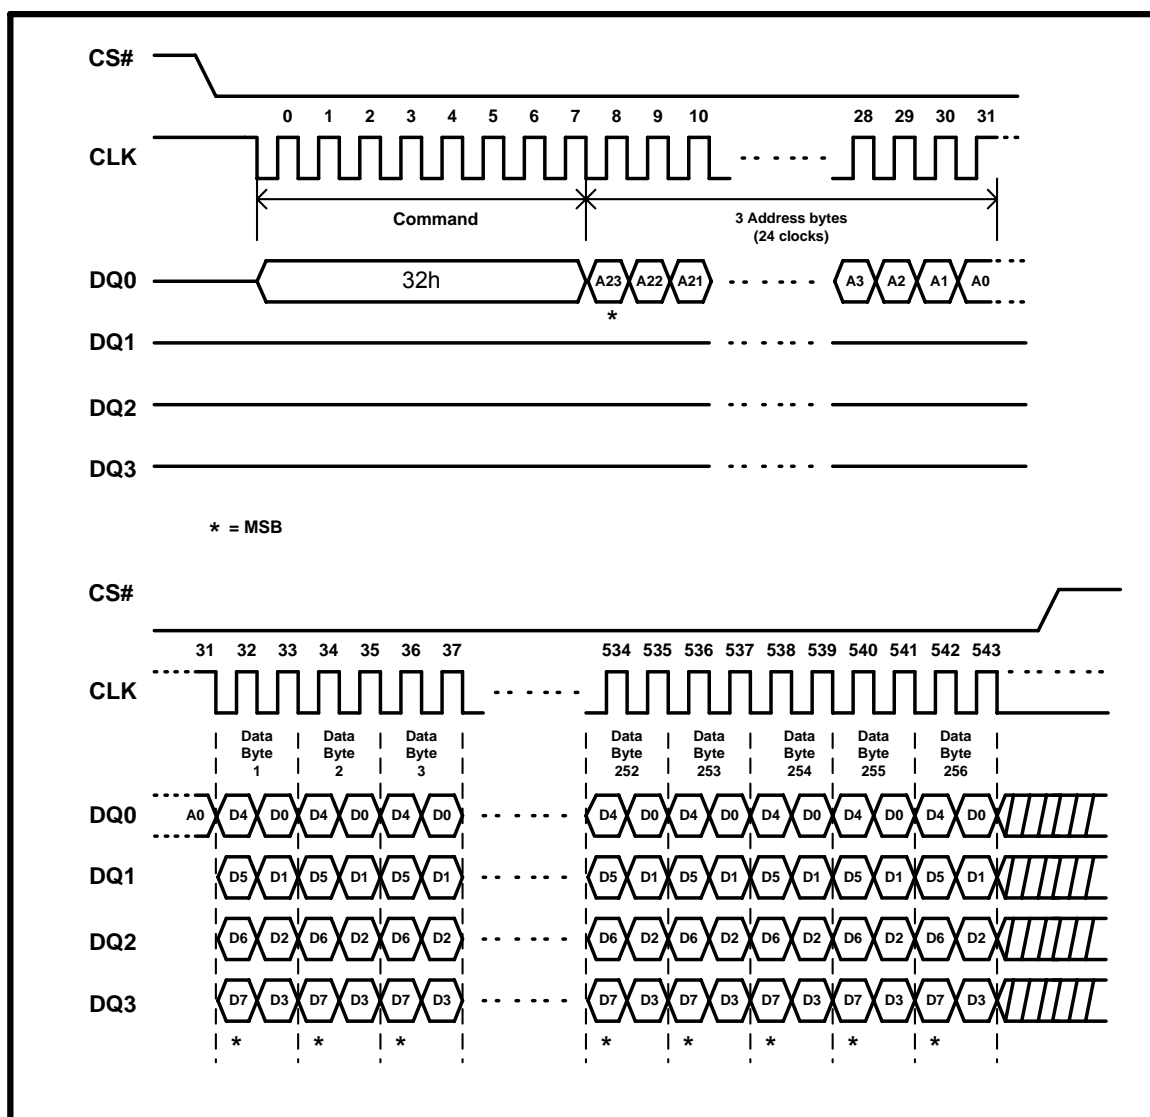 CS#
0 1 2 3 4 5 6 7 8 9 10 28 29 30 31
CLK
Command
3 Address bytes
(24 clocks)
DQ0 32h A23 A22 A21 A3 A2 A1 A0
*
DQ1
DQ2
DQ3
* = MSB
CS#
31 32 33 34 35 36 37 534 535 536 537 538 539 540 541 542 543
CLK
Data Data Data Data Data Data Data Data
Byte Byte Byte Byte Byte Byte Byte Byte
1 2 3 252 253 254 255 256
DQ0 A0 D4 D0 D4 D0 D4 D0 D4 D0 D4 D0 D4 D0 D4 D0 D4 D0
DQ1 D5 D1 D5 D1 D5 D1 D5 D1 D5 D1 D5 D1 D5 D1 D5 D1
DQ2 D6 D2 D6 D2 D6 D2 D6 D2 D6 D2 D6 D2 D6 D2 D6 D2
DQ3 D7 D3 D7 D3 D7 D3 D7 D3 D7 D3 D7 D3 D7 D3 D7 D3
* * * * * * * *